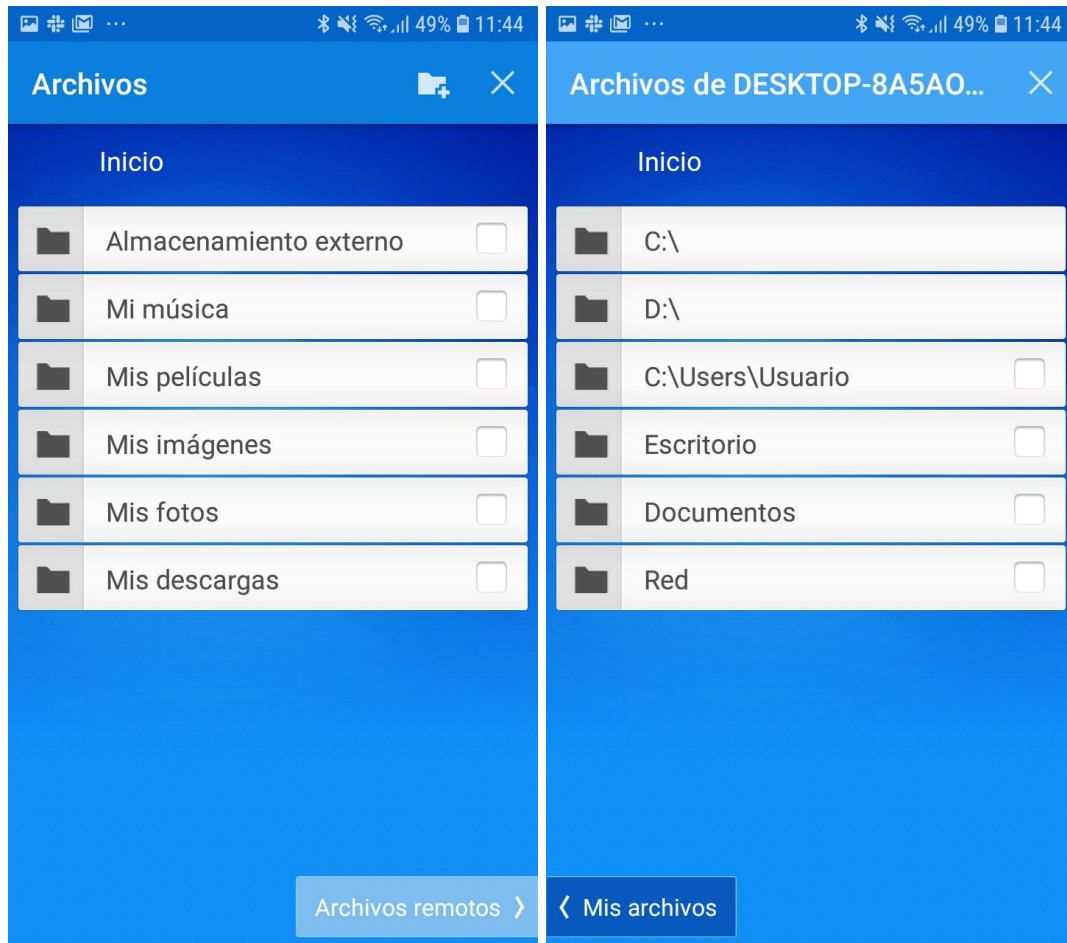 49% 11:44
Archivos
Inicio
Almacenamiento externo
Mi música
Mis películas
Mis imágenes
Mis fotos
Mis descargas
Archivos remotos
49% 11:44
Archivos de DESKTOP-8A5AO...
Inicio
C:\
D:\
C:\Users\Usuario
Escritorio
Documentos
Red
Mis archivos